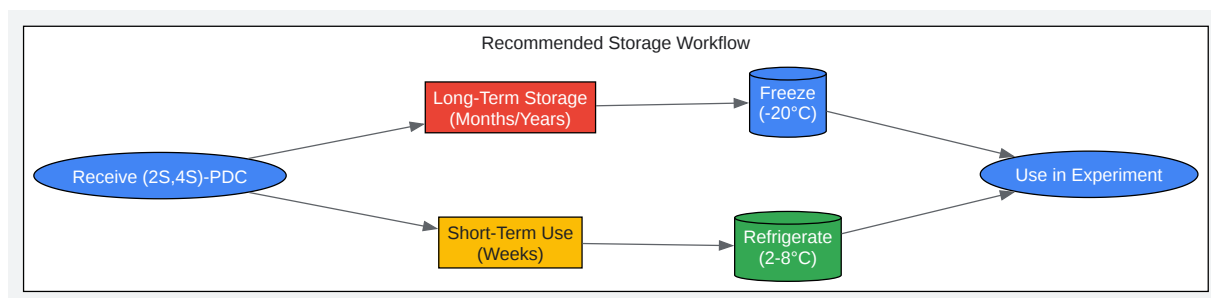 Recommended Storage Workflow
Receive (2S,4S)-PDC
Long-Term Storage
(Months/Years)
Freeze
(-20°C)
Short-Term Use
(Weeks)
Refrigerate
(2-8°C)
Use in Experiment